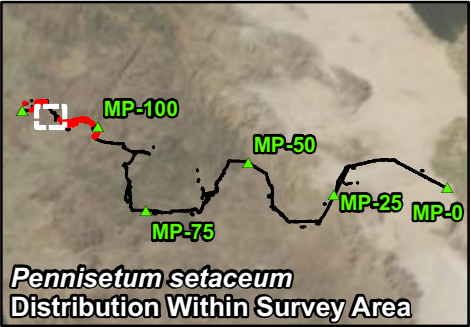 MP-100
MP-50
MP-25
MP-0
MP-75
Pennisetum setaceum
Distribution Within Survey Area